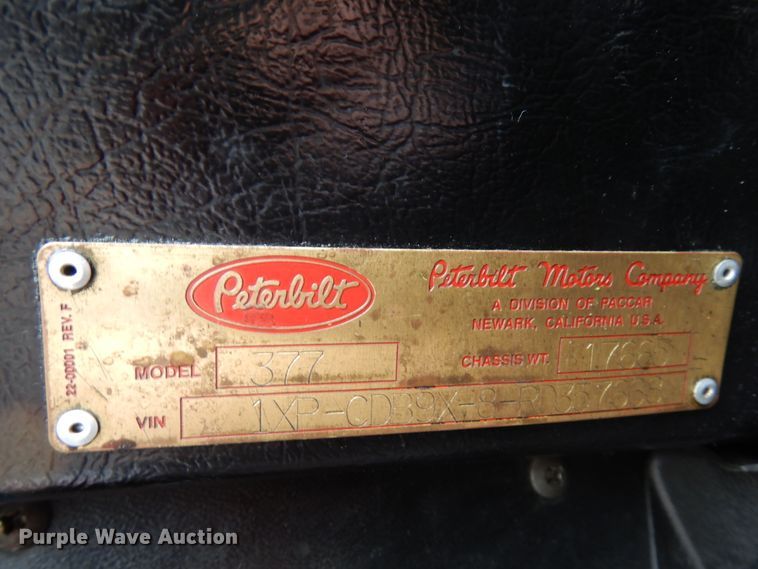 Peterbilt
Peterbilt Motors Company
A DIVISION OF PACCAR
NEWARK, CALIFORNIA U.S.A.
22-00001 REV. F
MODEL 377
CHASSIS WT.
VIN
Purple Wave Auction®